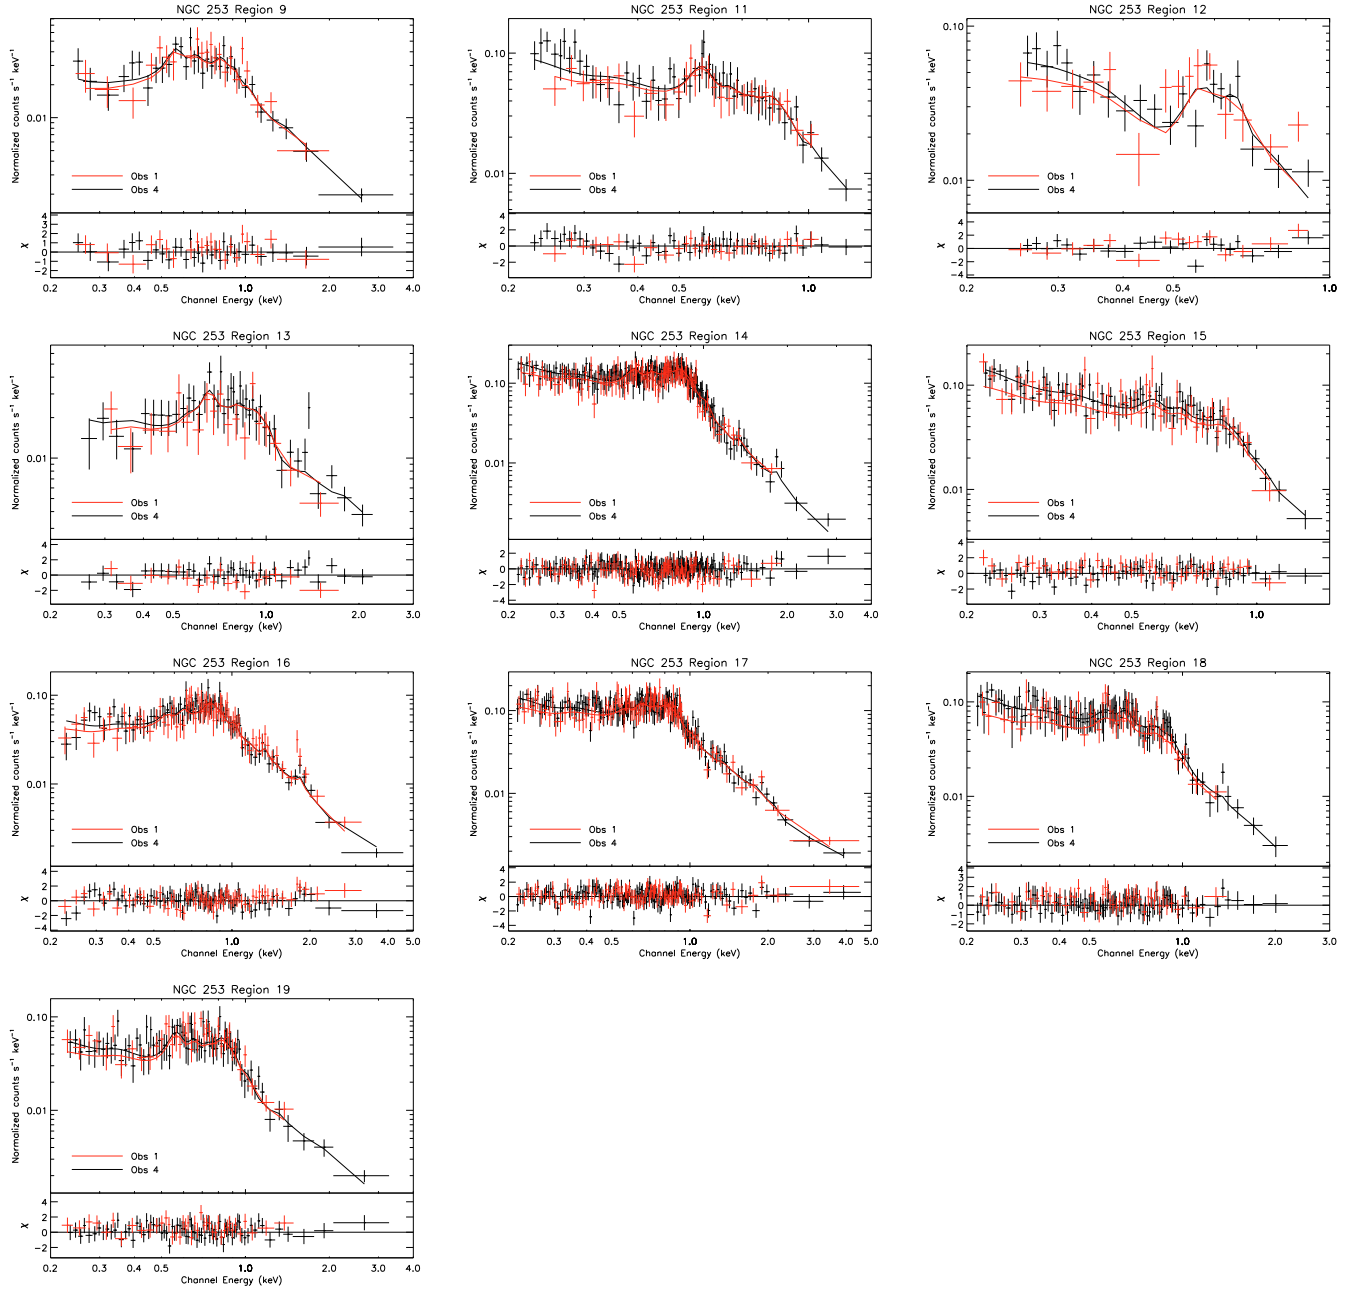 NGC 253 Region 9
Normalized counts s⁻¹ keV⁻¹
0.01
Obs 1
Obs 4
χ
4
3
2
1
0
−1
−2
0.2 0.3 0.4 0.5 1.0 2.0 3.0 4.0
Channel Energy (keV)
NGC 253 Region 11
Normalized counts s⁻¹ keV⁻¹
0.10
0.01
Obs 1
Obs 4
χ
4
2
0
−2
−4
0.2 0.3 0.4 0.5 1.0
Channel Energy (keV)
NGC 253 Region 12
Normalized counts s⁻¹ keV⁻¹
0.10
0.01
Obs 1
Obs 4
χ
4
2
0
−2
−4
0.2 0.3 0.4 0.5 1.0
Channel Energy (keV)
NGC 253 Region 13
Normalized counts s⁻¹ keV⁻¹
0.01
Obs 1
Obs 4
χ
4
2
0
−2
0.2 0.3 0.4 0.5 1.0 2.0 3.0
Channel Energy (keV)
NGC 253 Region 14
Normalized counts s⁻¹ keV⁻¹
0.10
0.01
Obs 1
Obs 4
χ
2
0
−2
−4
0.2 0.3 0.4 0.5 1.0 2.0 3.0 4.0
Channel Energy (keV)
NGC 253 Region 15
Normalized counts s⁻¹ keV⁻¹
0.10
0.01
Obs 1
Obs 4
χ
4
2
0
−2
0.2 0.3 0.4 0.5 1.0
Channel Energy (keV)
NGC 253 Region 16
Normalized counts s⁻¹ keV⁻¹
0.10
0.01
Obs 1
Obs 4
χ
4
2
0
−2
−4
0.2 0.3 0.4 0.5 1.0 2.0 3.0 4.0 5.0
Channel Energy (keV)
NGC 253 Region 17
Normalized counts s⁻¹ keV⁻¹
0.10
0.01
Obs 1
Obs 4
χ
4
2
0
−2
−4
0.2 0.3 0.4 0.5 1.0 2.0 3.0 4.0 5.0
Channel Energy (keV)
NGC 253 Region 18
Normalized counts s⁻¹ keV⁻¹
0.10
0.01
Obs 1
Obs 4
χ
4
3
2
1
0
−1
−2
0.2 0.3 0.4 0.5 1.0 2.0 3.0
Channel Energy (keV)
NGC 253 Region 19
Normalized counts s⁻¹ keV⁻¹
0.10
0.01
Obs 1
Obs 4
χ
4
2
0
−2
0.2 0.3 0.4 0.5 1.0 2.0 3.0 4.0
Channel Energy (keV)